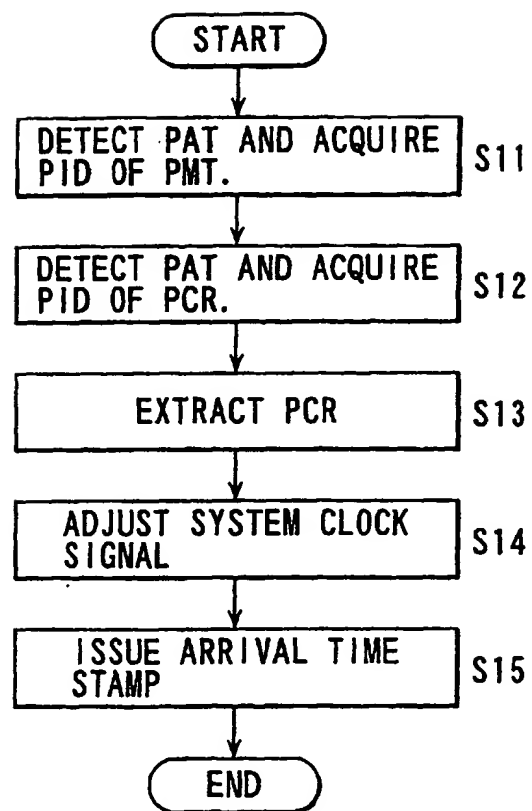 START
DETECT PAT AND ACQUIRE
PID OF PMT.
S11
DETECT PAT AND ACQUIRE
PID OF PCR.
S12
EXTRACT PCR
S13
ADJUST SYSTEM CLOCK
SIGNAL
S14
ISSUE ARRIVAL TIME
STAMP
S15
END